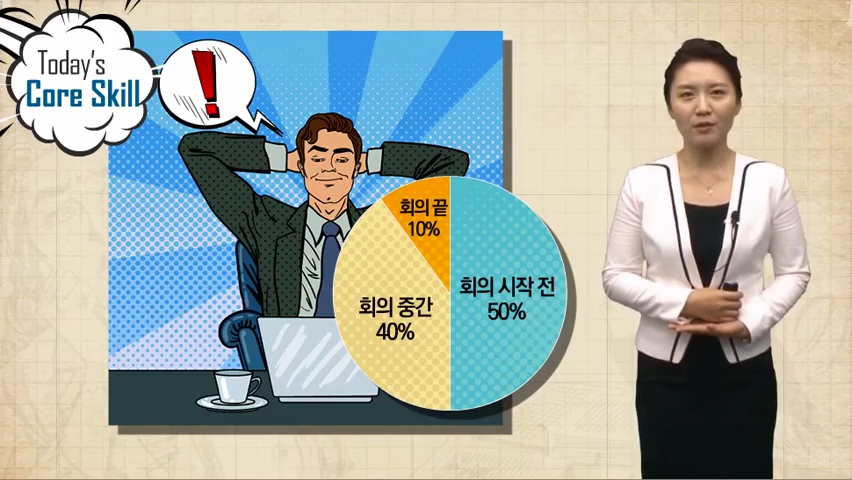 Today's
Core Skill
!
회의 끝
10%
회의 시작 전
50%
회의 중간
40%